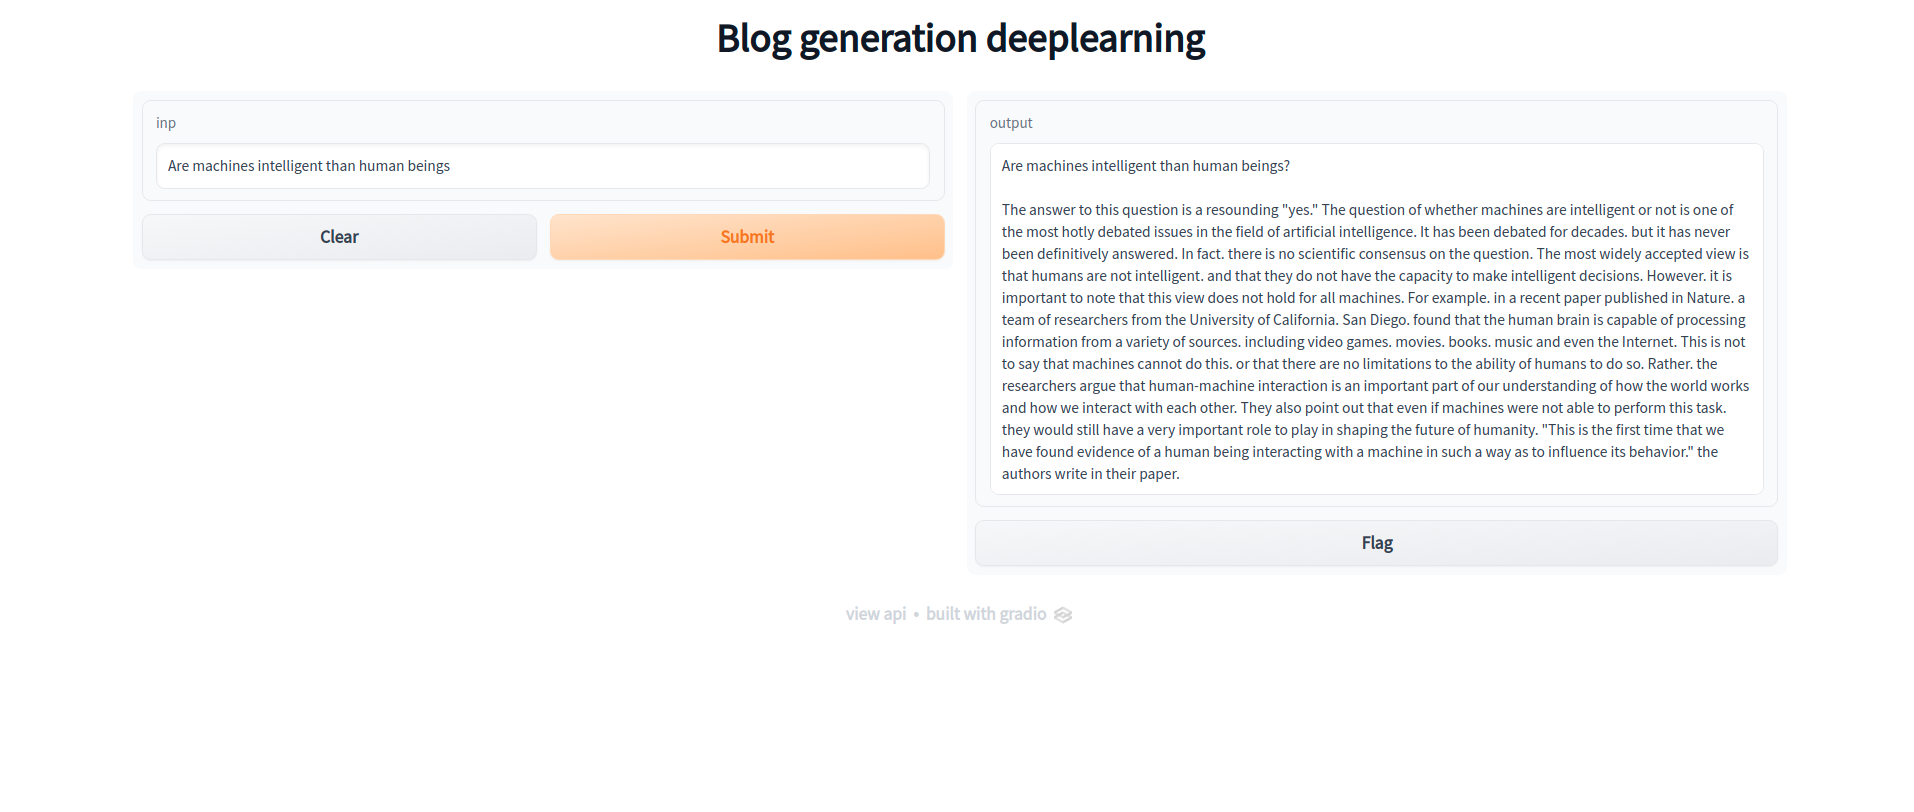 Blog generation deeplearning
inp
Are machines intelligent than human beings
Clear
Submit
output
Are machines intelligent than human beings?
The answer to this question is a resounding "yes." The question of whether machines are intelligent or not is one of
the most hotly debated issues in the field of artificial intelligence. It has been debated for decades. but it has never
been definitively answered. In fact. there is no scientific consensus on the question. The most widely accepted view is
that humans are not intelligent. and that they do not have the capacity to make intelligent decisions. However. it is
important to note that this view does not hold for all machines. For example. in a recent paper published in Nature. a
team of researchers from the University of California. San Diego. found that the human brain is capable of processing
information from a variety of sources. including video games. movies. books. music and even the Internet. This is not
to say that machines cannot do this. or that there are no limitations to the ability of humans to do so. Rather. the
researchers argue that human-machine interaction is an important part of our understanding of how the world works
and how we interact with each other. They also point out that even if machines were not able to perform this task.
they would still have a very important role to play in shaping the future of humanity. "This is the first time that we
have found evidence of a human being interacting with a machine in such a way as to influence its behavior." the
authors write in their paper.
Flag
view api • built with gradio